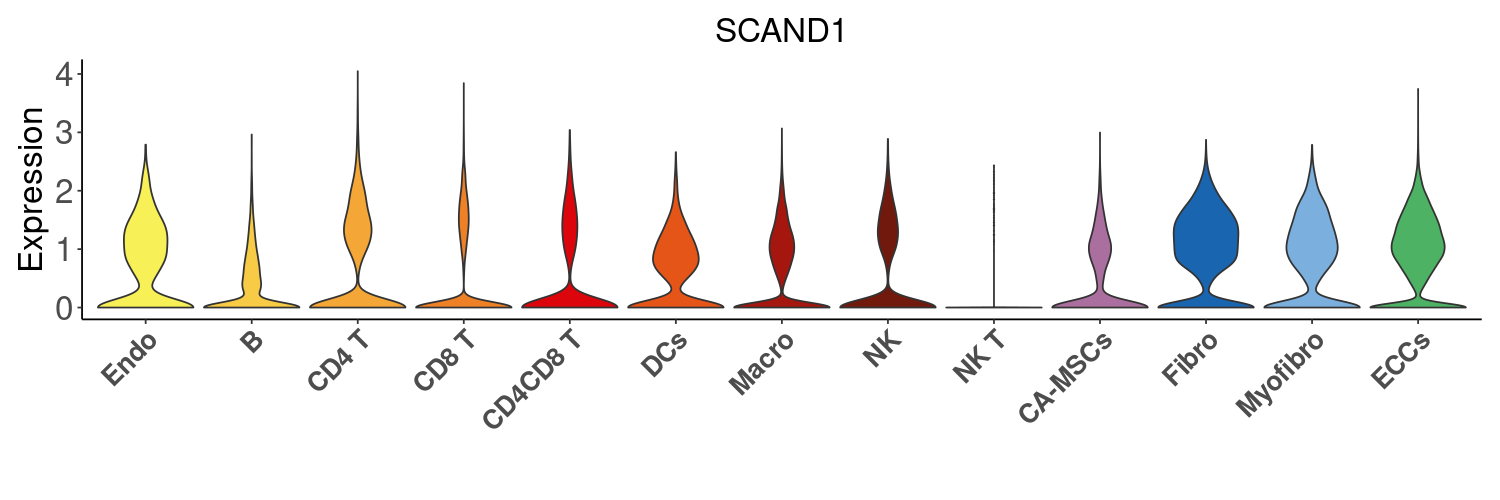 SCAND1
Expression
4
3
2
1
0
Endo
B
CD4 T
CD8 T
CD4CD8 T
DCs
Macro
NK
NK T
CA-MSCs
Fibro
Myofibro
ECCs